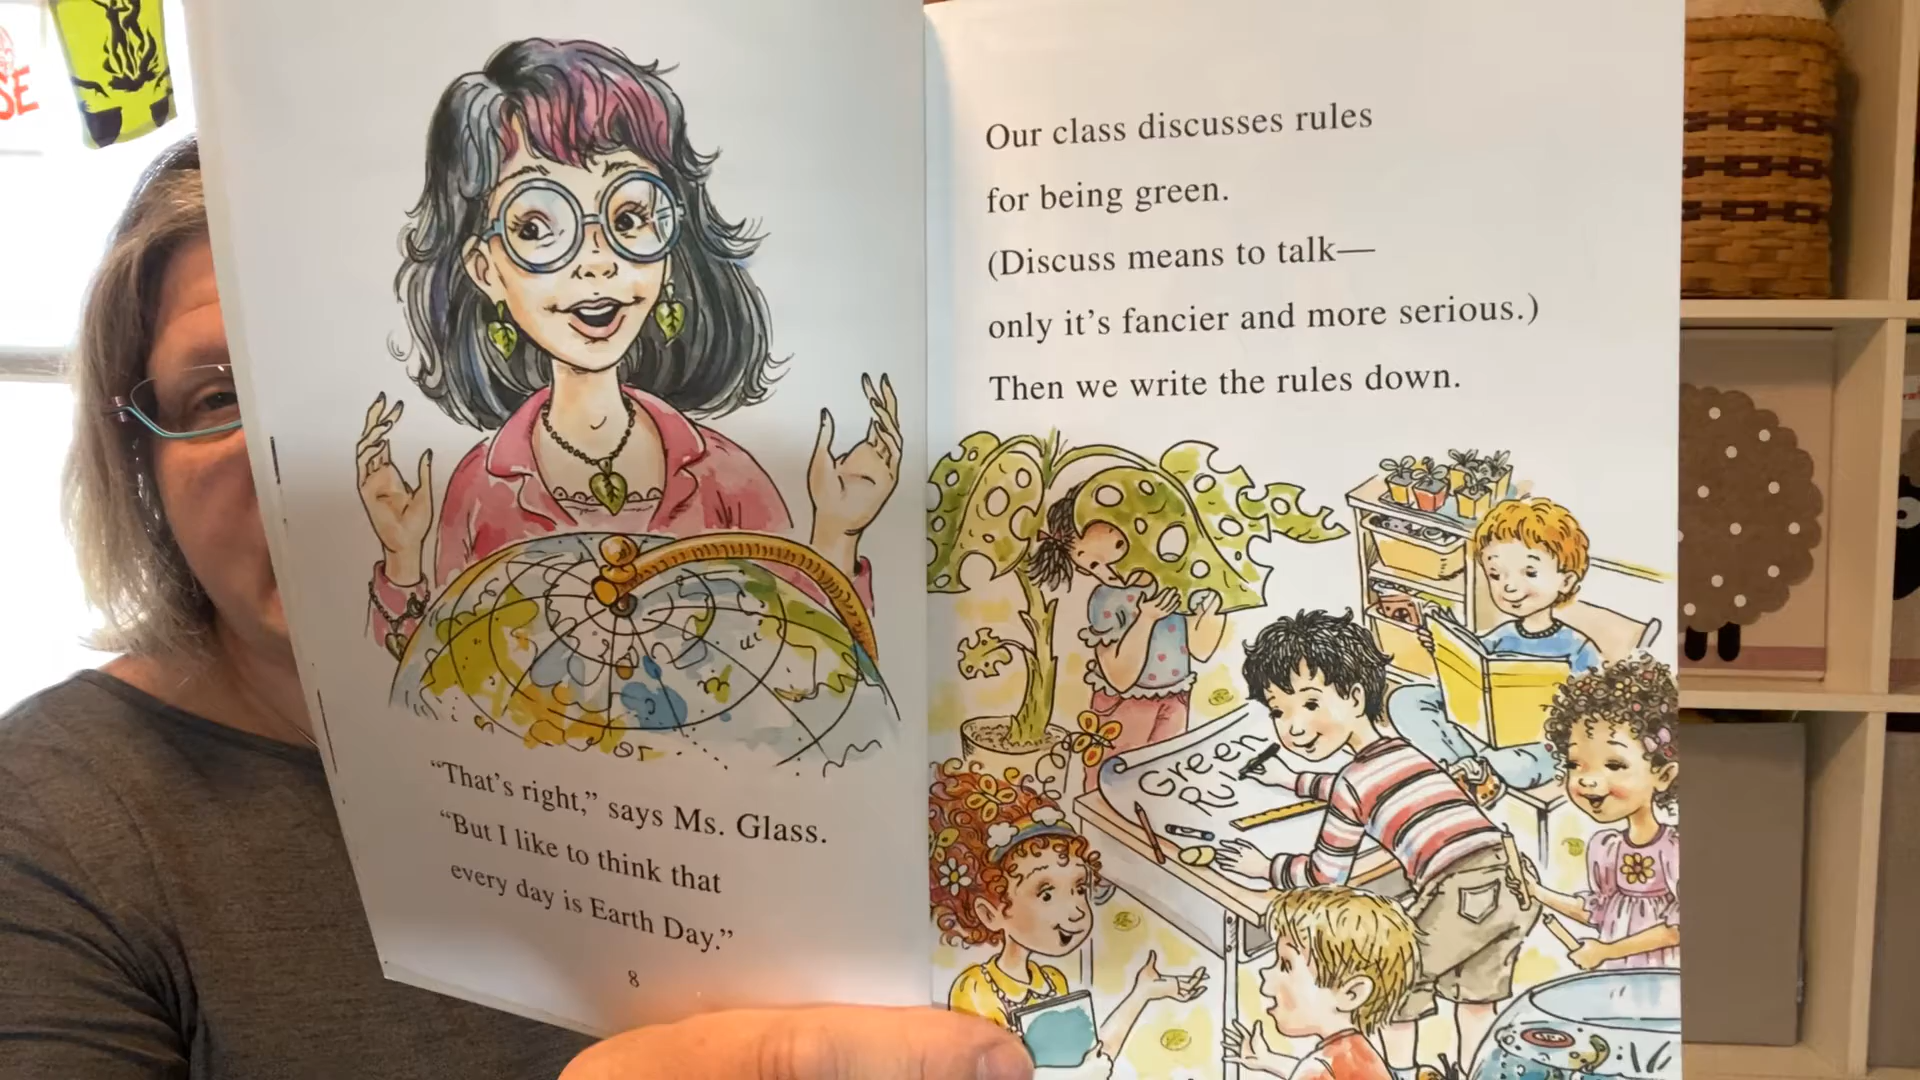 SE
"That's right," says Ms. Glass.
"But I like to think that
every day is Earth Day."
8
Our class discusses rules
for being green.
(Discuss means to talk—
only it's fancier and more serious.)
Then we write the rules down.
Green
Ru